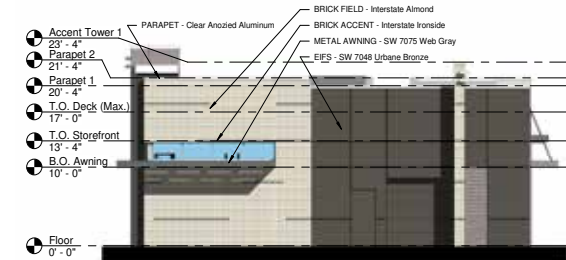 BRICK FIELD - Interstate Almond
PARAPET - Clear Anozied Aluminum
BRICK ACCENT - Interstate Ironside
METAL AWNING - SW 7075 Web Gray
EIFS - SW 7048 Urbane Bronze
Accent Tower 1
23' - 4"
Parapet 2
21' - 4"
Parapet 1
20' - 4"
T.O. Deck (Max.)
17' - 0"
T.O. Storefront
13' - 4"
B.O. Awning
10' - 0"
Floor
0' - 0"